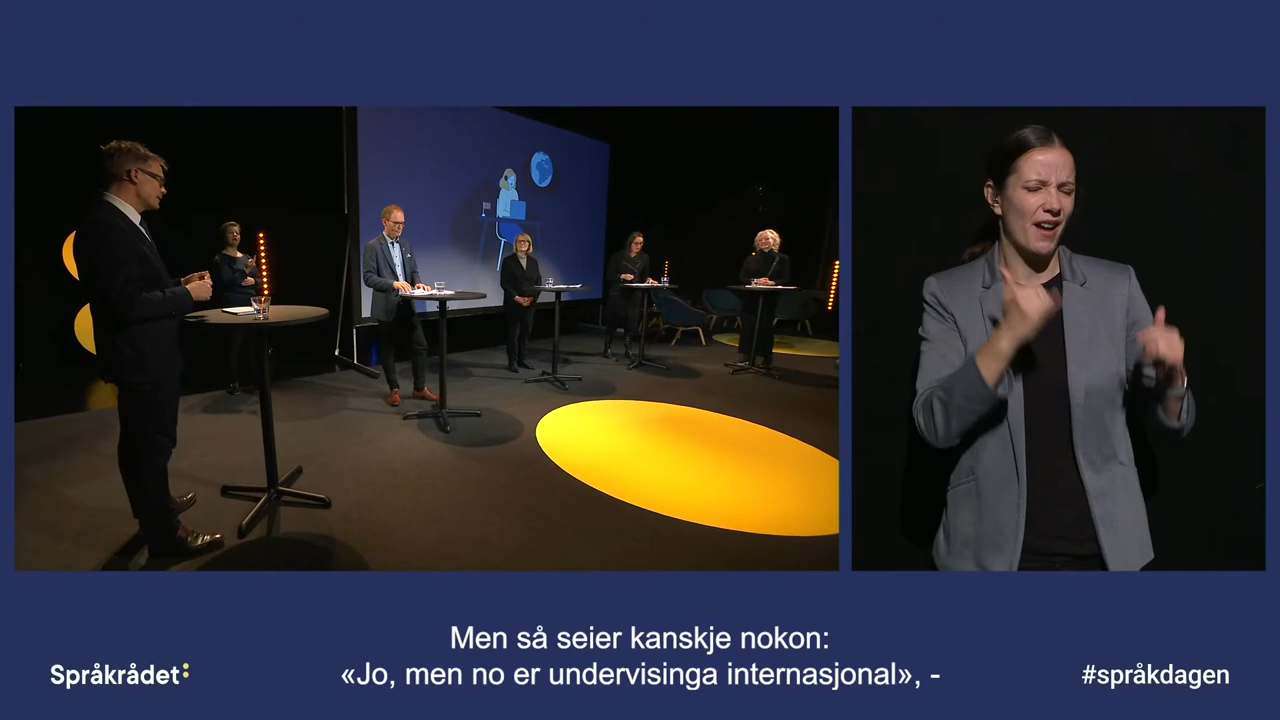 Men så seier kanskje nokon:
«Jo, men no er undervisinga internasjonal», -
Språkrådet:
#språkdagen